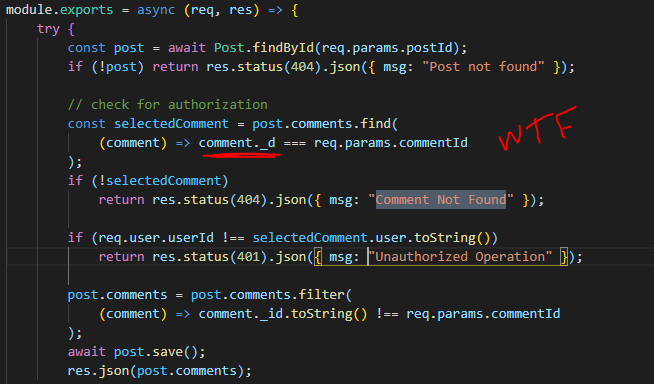 module.exports = async (req, res) => {
try {
const post = await Post.findById(req.params.postId);
if (!post) return res.status(404).json({ msg: "Post not found" });
// check for authorization
const selectedComment = post.comments.find(
(comment) => comment._d === req.params.commentId
WTF
);
if (!selectedComment)
return res.status(404).json({ msg: "Comment Not Found" });
if (req.user.userId !== selectedComment.user.toString())
return res.status(401).json({ msg: "Unauthorized Operation" });
post.comments = post.comments.filter(
(comment) => comment._id.toString() !== req.params.commentId
);
await post.save();
res.json(post.comments);